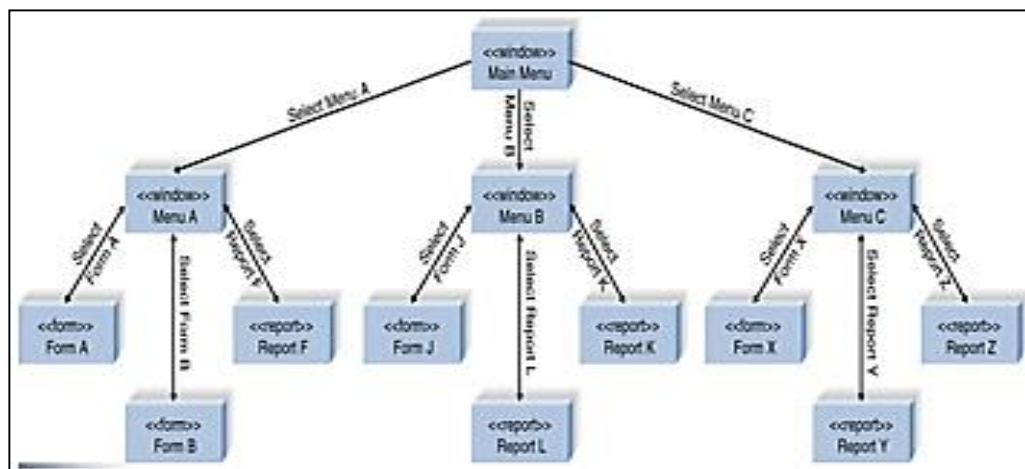 <<window>>
Main Menu
Select Menu A
Select
Menu B
Select Menu C
<<window>>
Menu A
<<window>>
Menu B
<<window>>
Menu C
Select
Form A
Select Form B
Select
Report F
Select
Form J
Select Report L
Select
Report K
Select
Form X
Select Report Y
Select
Report Z
<<form>>
Form A
<<report>>
Report F
<<form>>
Form J
<<report>>
Report K
<<form>>
Form X
<<report>>
Report Z
<<form>>
Form B
<<report>>
Report L
<<report>>
Report Y